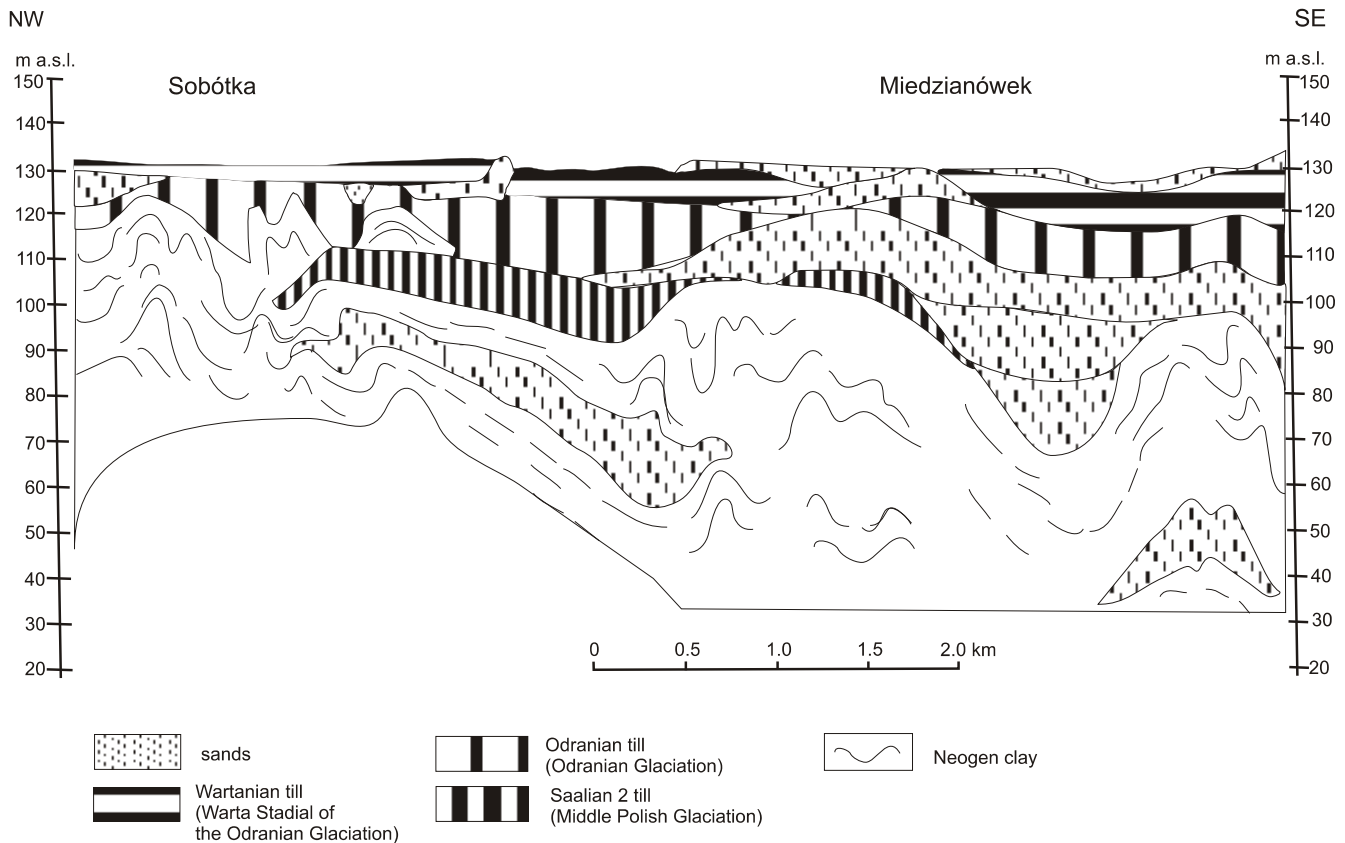 NW
SE
m a.s.l.
m a.s.l.
Sobótka
Miedzianówek
150
140
130
120
110
100
90
80
70
60
50
40
30
20
150
140
130
120
110
100
90
80
70
60
50
40
30
20
0 0.5 1.0 1.5 2.0 km
sands
Wartanian till
(Warta Stadial of
the Odranian Glaciation)
Odranian till
(Odranian Glaciation)
Saalian 2 till
(Middle Polish Glaciation)
Neogen clay